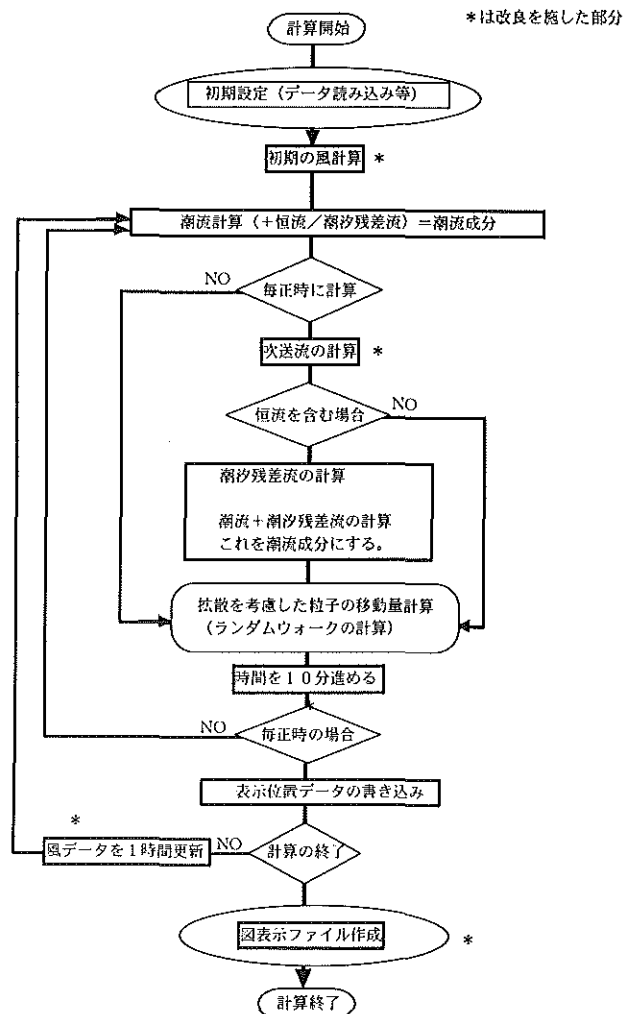 *は改良を施した部分
計算開始
初期設定（データ読み込み等）
初期の風計算 *
潮流計算（+恒流／潮汐残差流）＝潮流成分
NO
毎正時に計算
吹送流の計算 *
恒流を含む場合
NO
潮汐残差流の計算
潮流+潮汐残差流の計算
これを潮流成分にする。
拡散を考慮した粒子の移動量計算
（ランダムウォークの計算）
時間を１０分進める
*
NO
毎正時の場合
表示位置データの書き込み
*
風データを１時間更新
NO
計算の終了
図表示ファイル作成 *
計算終了